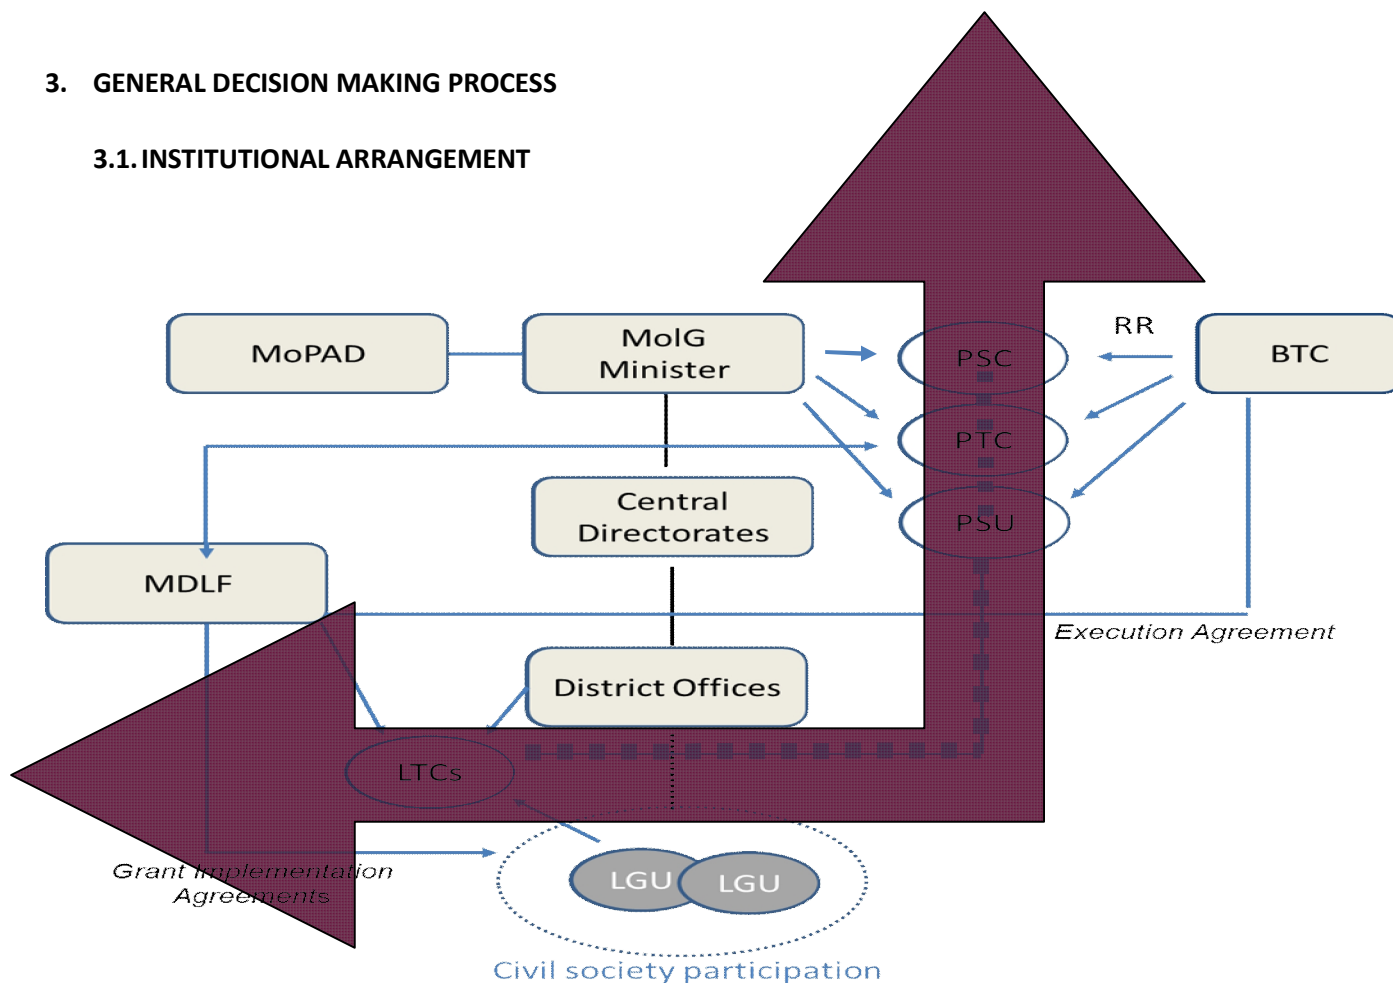 3. GENERAL DECISION MAKING PROCESS
3.1. INSTITUTIONAL ARRANGEMENT
MoPAD
MolG
Minister
PSC
RR
BTC
PTC
Central
Directorates
PSU
MDLF
Execution Agreement
District Offices
LTCs
Grant Implementation
Agreements
LGU
LGU
Civil society participation